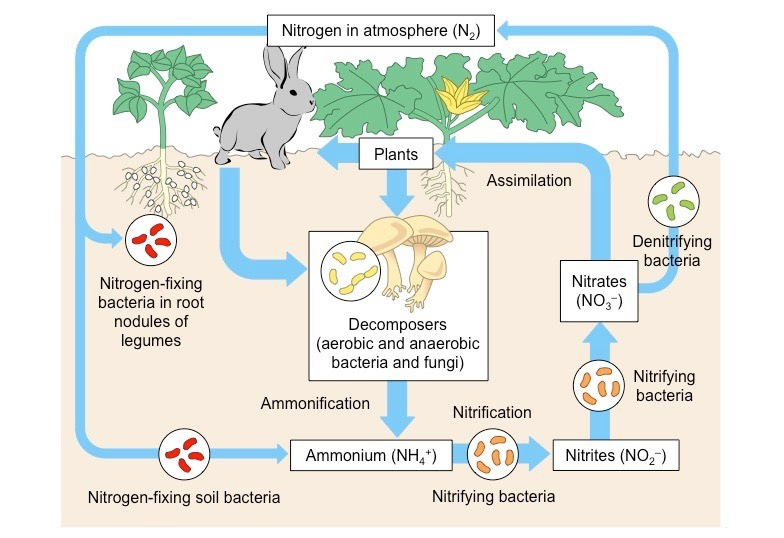 Nitrogen in atmosphere (N₂)
Plants
Assimilation
Denitrifying
bacteria
Nitrogen-fixing
bacteria in root
nodules of
legumes
Nitrates
(NO₃⁻)
Decomposers
(aerobic and anaerobic
bacteria and fungi)
Nitrifying
bacteria
Ammonification
Nitrification
Ammonium (NH₄⁺)
Nitrites (NO₂⁻)
Nitrogen-fixing soil bacteria
Nitrifying bacteria